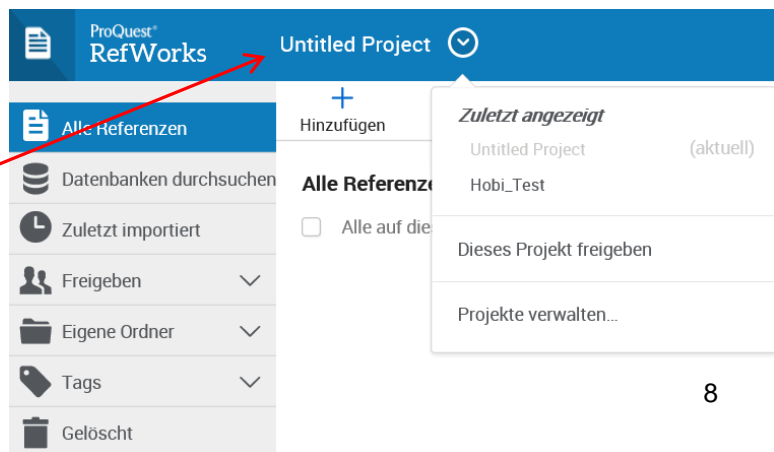 ProQuest®
RefWorks
Untitled Project
Alle Referenzen
Datenbanken durchsuchen
Zuletzt importiert
Freigeben
Eigene Ordner
Tags
Gelöscht
Hinzufügen
Alle Referenze
Alle auf die
Zuletzt angezeigt
Untitled Project (aktuell)
Hobi_Test
Dieses Projekt freigeben
Projekte verwalten...
8